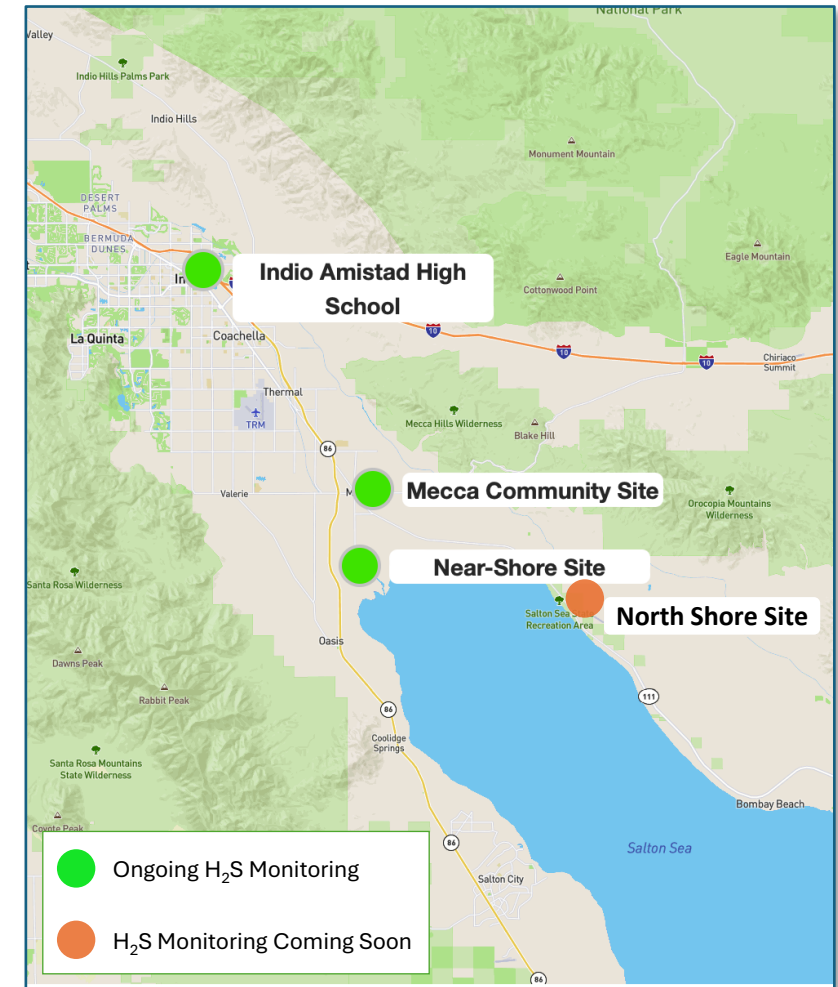 National Park
Valley
Indio Hills Palms Park
Indio Hills
Monument Mountain
DESERT
PALMS
BERMUDA
DUNES
Eagle Mountain
Indio Amistad High
School
In
Cottonwood Point
10
La Quinta
Coachella
10
10
Chiriaco
Summit
Thermal
TRM
Mecca Hills Wilderness
Blake Hill
86
Valerie
M
Mecca Community Site
Orocopia Mountains
Wilderness
Near-Shore Site
Santa Rosa Wilderness
Salton Sea
Recreation Area
North Shore Site
Oasis
Dawns Peak
Rabbit Peak
111
86
Coolidge
Springs
Santa Rosa Mountains
State Wilderness
Bombay Beach
Coyote Peak
86
Salton Sea
Ongoing H₂S Monitoring
Salton City
H₂S Monitoring Coming Soon
86